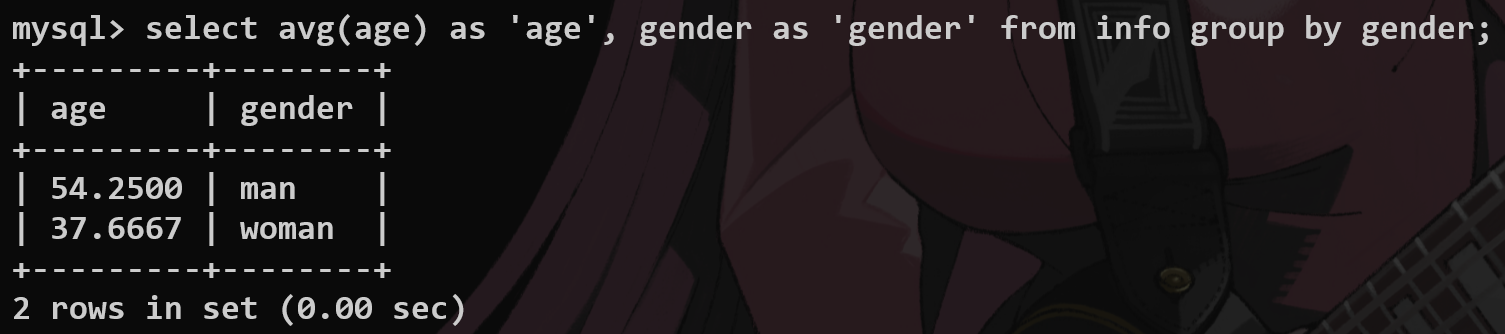 mysql> select avg(age) as 'age', gender as 'gender' from info group by gender;
+---------+--------+
| age     | gender |
+---------+--------+
| 54.2500 | man    |
| 37.6667 | woman  |
+---------+--------+
2 rows in set (0.00 sec)